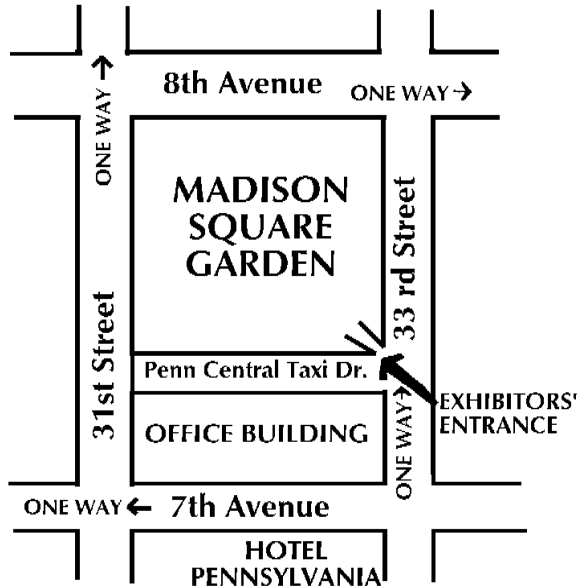 8th Avenue
ONE WAY →
ONE WAY →
MADISON
SQUARE
GARDEN
33 rd Street
31st Street
Penn Central Taxi Dr.
EXHIBITORS'
ENTRANCE
OFFICE BUILDING
ONE WAY →
ONE WAY ← 7th Avenue
HOTEL
PENNSYLVANIA